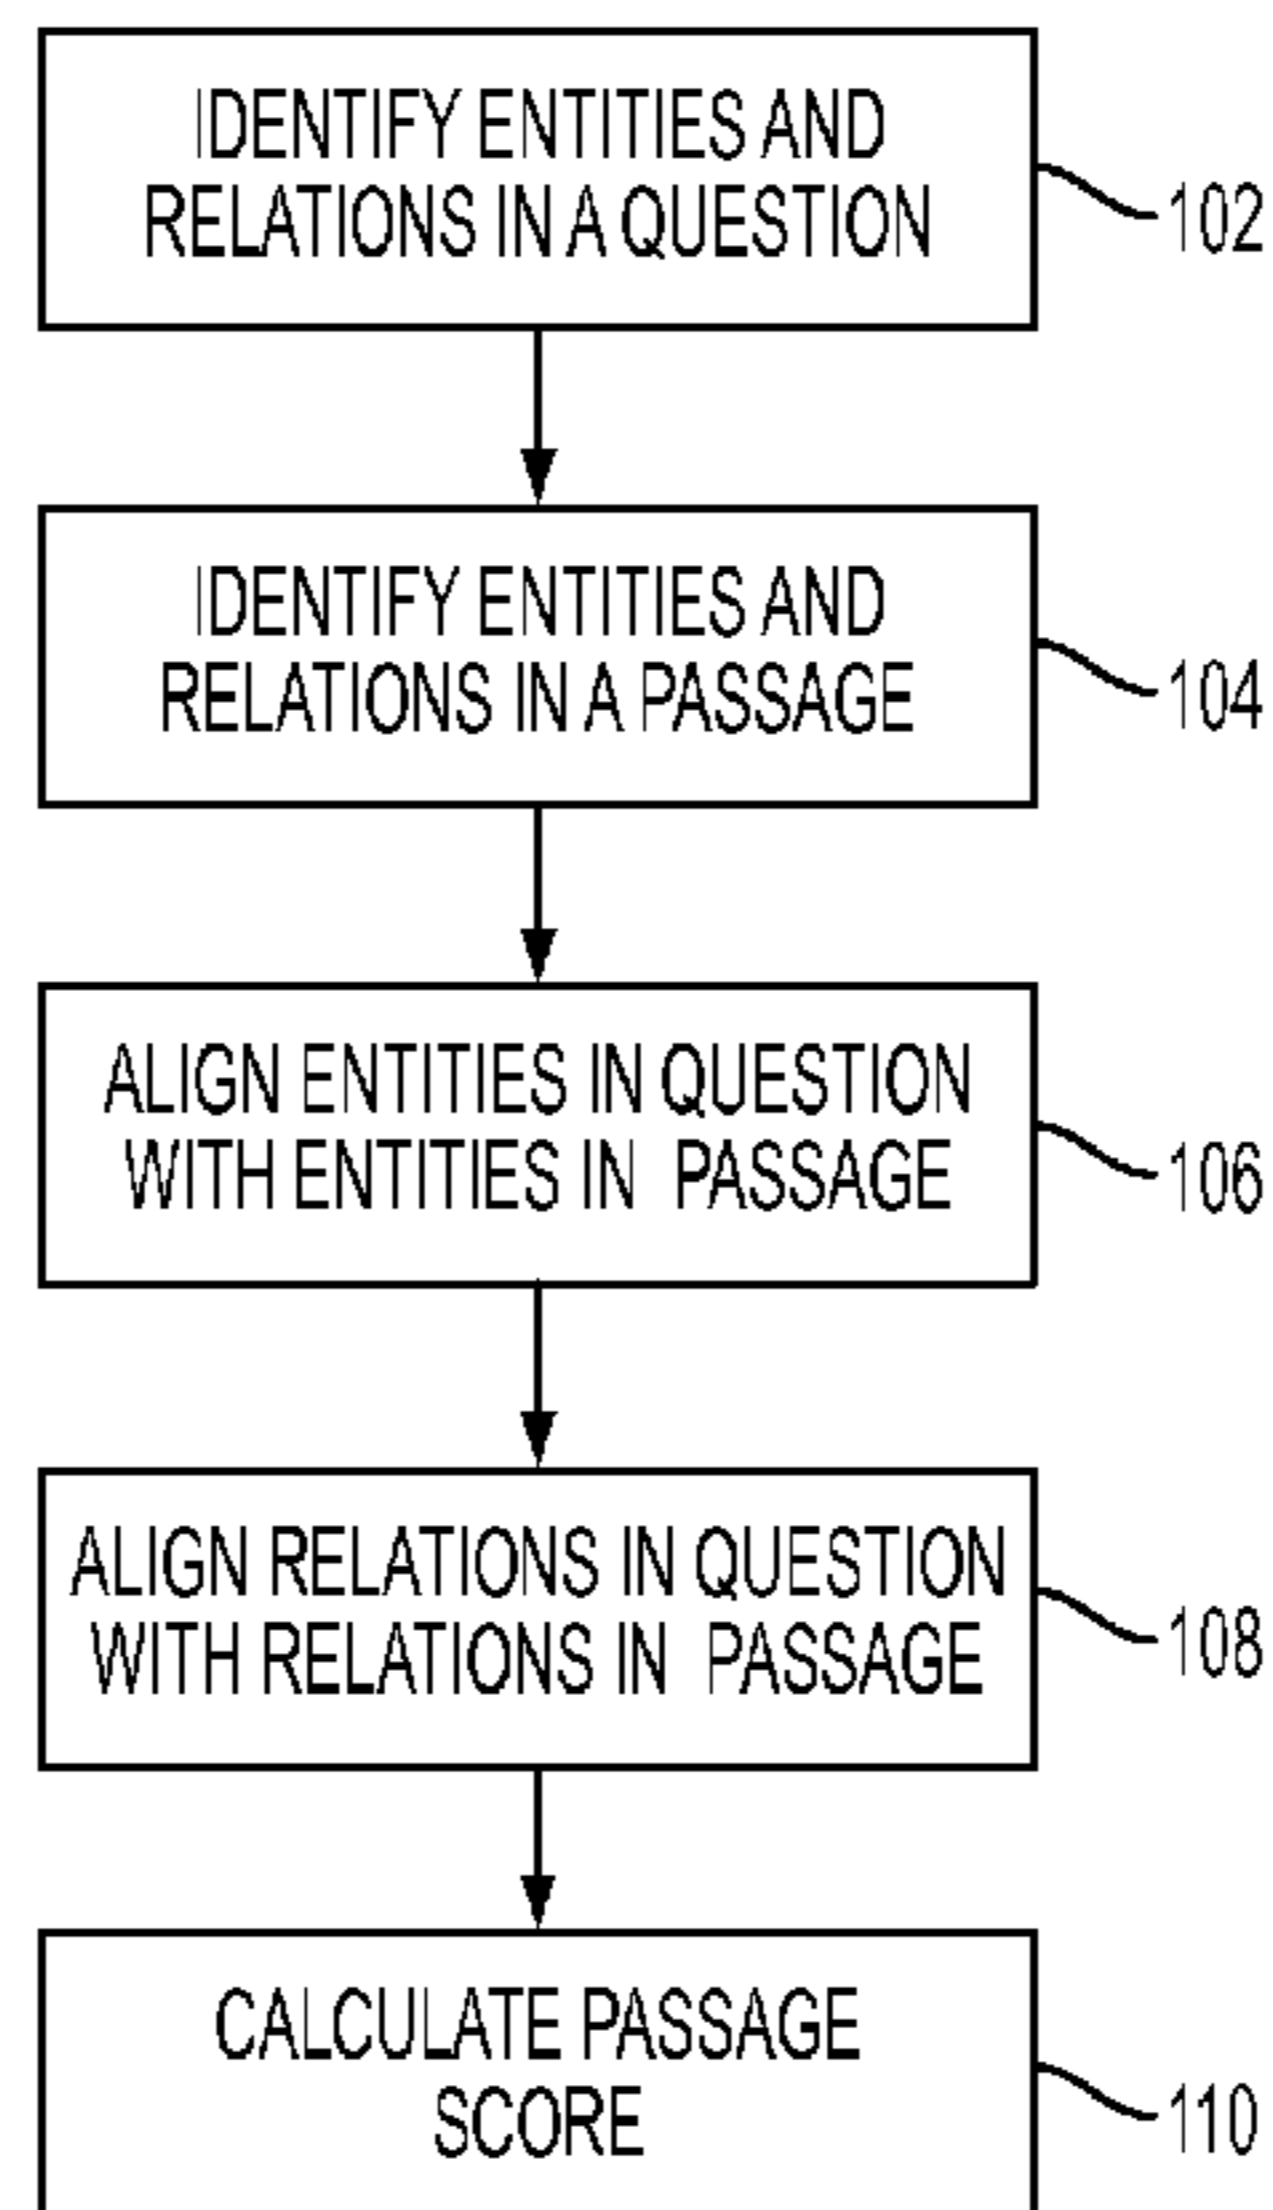 IDENTIFY ENTITIES AND
RELATIONS IN A QUESTION
102
IDENTIFY ENTITIES AND
RELATIONS IN A PASSAGE
104
ALIGN ENTITIES IN QUESTION
WITH ENTITIES IN PASSAGE
106
ALIGN RELATIONS IN QUESTION
WITH RELATIONS IN PASSAGE
108
CALCULATE PASSAGE
SCORE
110